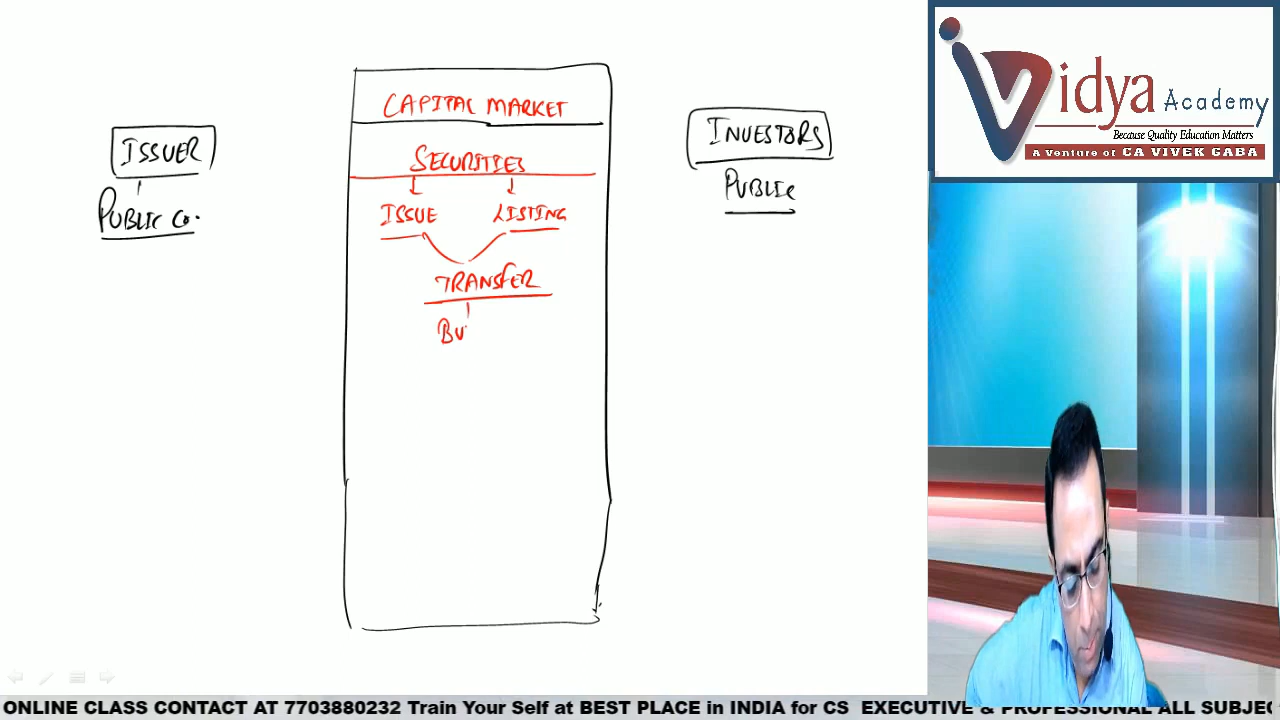 CAPITAL MARKET
ISSUER
PUBLIC CO.
SECURITIES
ISSUE LISTING
TRANSFER
BU
INVESTORS
PUBLIC
iVidya Academy
Because Quality Education Matters
A Venture of CA VIVEK GABA
ONLINE CLASS CONTACT AT 7703880232 Train Your Self at BEST PLACE in INDIA for CS EXECUTIVE & PROFESSIONAL ALL SUBJEC